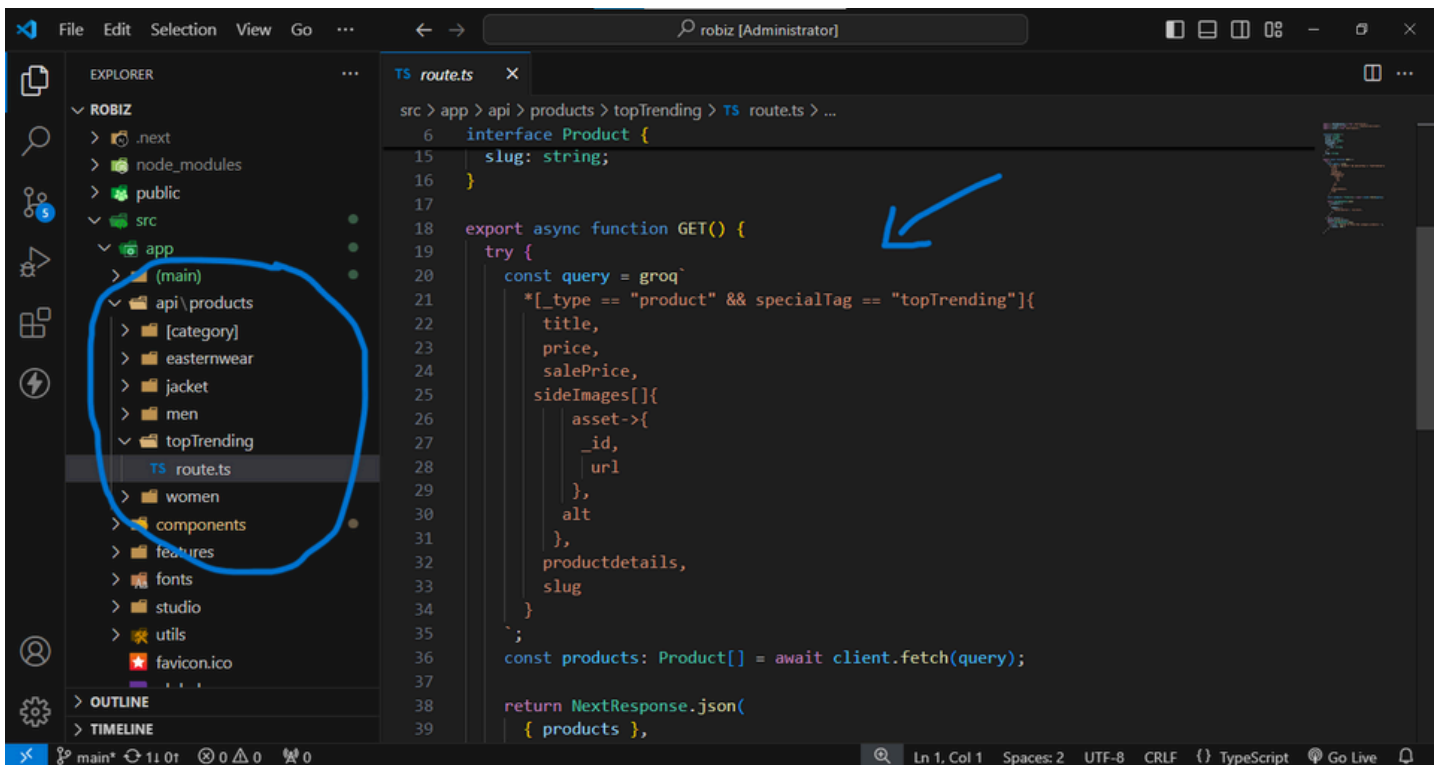 File Edit Selection View Go ...
robiz [Administrator]
EXPLORER
TS route.ts
ROBIZ
.next
node_modules
public
src
app
(main)
api\products
[category]
easternwear
jacket
men
topTrending
TS route.ts
women
components
features
fonts
studio
utils
favicon.ico
OUTLINE
TIMELINE
src > app > api > products > topTrending > TS route.ts > ...
6 interface Product {
15 slug: string;
16 }
17
18 export async function GET() {
19 try {
20 const query = groq`
21 *[_type == "product" && specialTag == "topTrending"]{
22 title,
23 price,
24 salePrice,
25 sideImages[]{
26 asset->{
27 _id,
28 url
29 },
30 alt
31 },
32 productdetails,
33 slug
34 }
35 `;
36 const products: Product[] = await client.fetch(query);
37
38 return NextResponse.json(
39 { products },
5
main* 1↓ 0↑ 0 0 0
Ln 1, Col 1 Spaces: 2 UTF-8 CRLF {} TypeScript Go Live